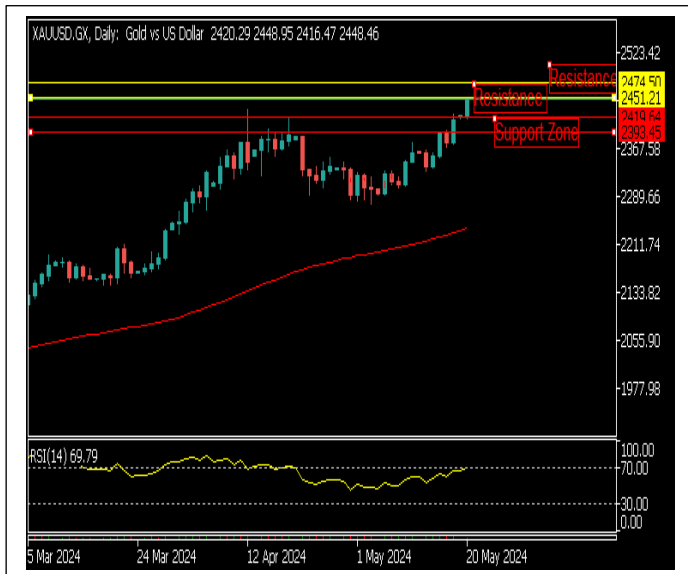 XAUUSD.GX, Daily: Gold vs US Dollar 2420.29 2448.95 2416.47 2448.46
2523.42
Resistance
2474.50
Resistance
2451.21
2419.64
Support Zone
2393.45
2367.58
2289.66
2211.74
2133.82
2055.90
1977.98
RSI(14) 69.79
100.00
70.00
30.00
0.00
5 Mar 2024
24 Mar 2024
12 Apr 2024
1 May 2024
20 May 2024